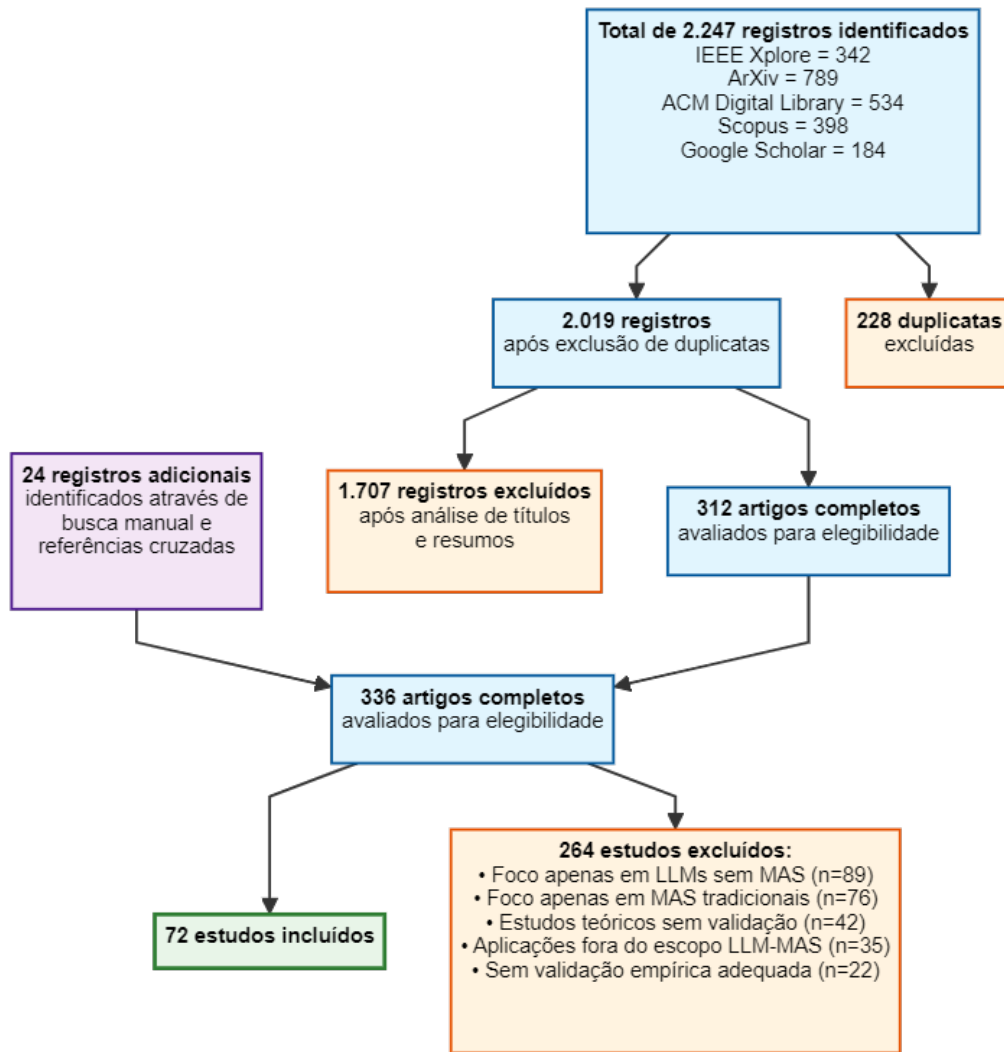 Total de 2.247 registros identificados
IEEE Xplore = 342
ArXiv = 789
ACM Digital Library = 534
Scopus = 398
Google Scholar = 184
2.019 registros
após exclusão de duplicatas
228 duplicatas
excluídas
24 registros adicionais
identificados através de
busca manual e
referências cruzadas
1.707 registros excluídos
após análise de títulos
e resumos
312 artigos completos
avaliados para elegibilidade
336 artigos completos
avaliados para elegibilidade
72 estudos incluídos
264 estudos excluídos:
• Foco apenas em LLMs sem MAS (n=89)
• Foco apenas em MAS tradicionais (n=76)
• Estudos teóricos sem validação (n=42)
• Aplicações fora do escopo LLM-MAS (n=35)
• Sem validação empírica adequada (n=22)